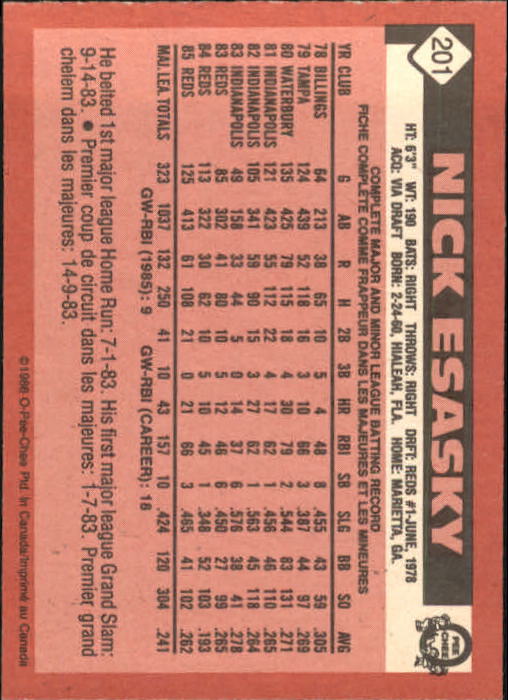 201
NICK ESASKY
O PEE CHEE
HT: 6'3" WT: 190 BATS: RIGHT THROWS: RIGHT DRFT: REDS #1-JUNE, 1978
ACQ: VIA DRAFT BORN: 2-24-60, HIALEAH, FLA. HOME: MARIETTA, GA.
COMPLETE MAJOR AND MINOR LEAGUE BATTING RECORD
FICHE COMPLETE COMME FRAPPEUR DANS LES MAJEURES ET LES MINEURES
YR CLUB G AB R H 2B 3B HR RBI SB SLG BB SO AVG
78 BILLINGS 64 213 38 65 10 5 4 48 8 .455 43 59 .305
79 TAMPA 124 439 52 118 16 3 10 66 3 .387 44 97 .269
80 WATERBURY 135 425 79 115 18 4 30 79 2 .544 83 131 .271
81 INDIANAPOLIS 121 423 55 112 22 4 17 62 1 .456 46 110 .265
82 INDIANAPOLIS 105 341 59 90 15 3 27 62 1 .563 45 118 .264
83 INDIANAPOLIS 49 158 33 44 5 0 14 37 6 .576 38 41 .278
83 REDS 85 302 41 80 10 5 12 46 6 .450 27 99 .265
84 REDS 113 322 30 62 10 5 10 45 1 .348 52 103 .193
85 REDS 125 413 61 108 21 0 21 66 3 .465 41 102 .262
MAJ.LEA. TOTALS 323 1037 132 250 41 10 43 157 10 .424 120 304 .241
GW-RBI (1985): 9 GW-RBI (CAREER): 18
He belted 1st major league Home Run: 7-1-83. His first major league Grand Slam:
9-14-83. ● Premier coup de circuit dans les majeures: 1-7-83. Premier grand
chelem dans les majeures: 14-9-83.
©1986 O-Pee-Chee Ptd. in Canada/Imprimé au Canada